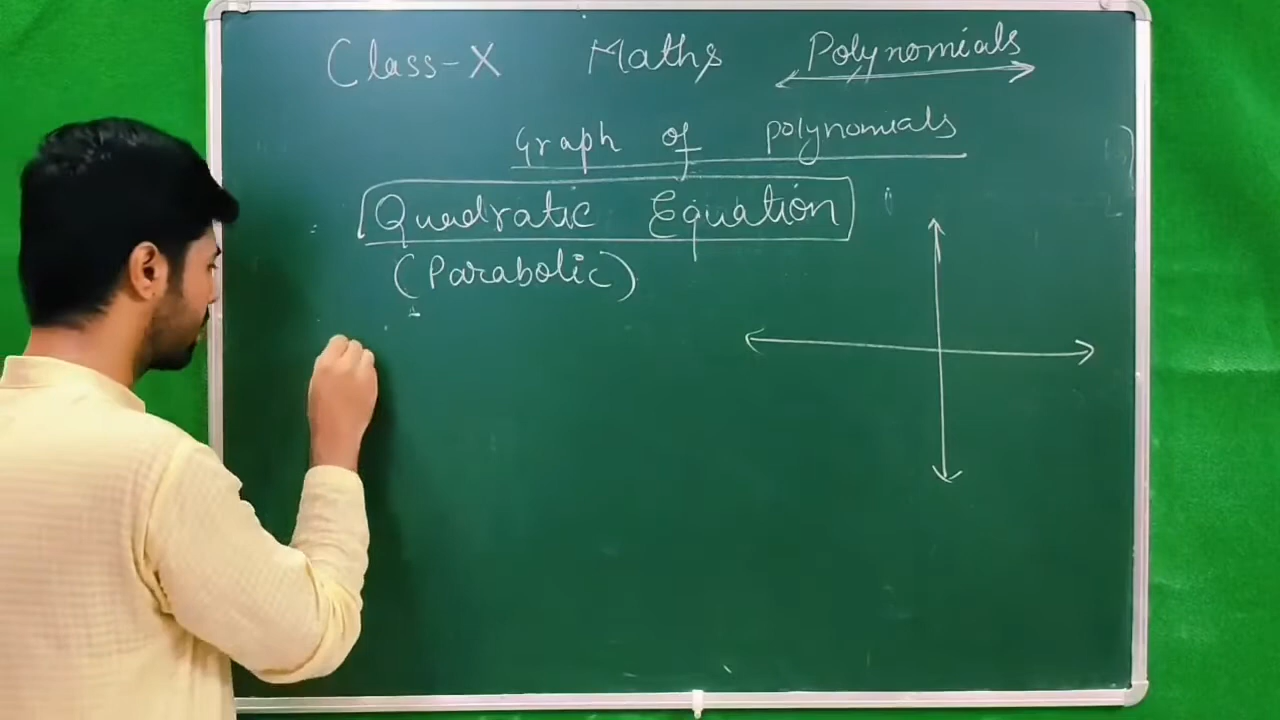 Class-X Maths Polynomials
Graph of polynomials
Quadratic Equation
(Parabolic)